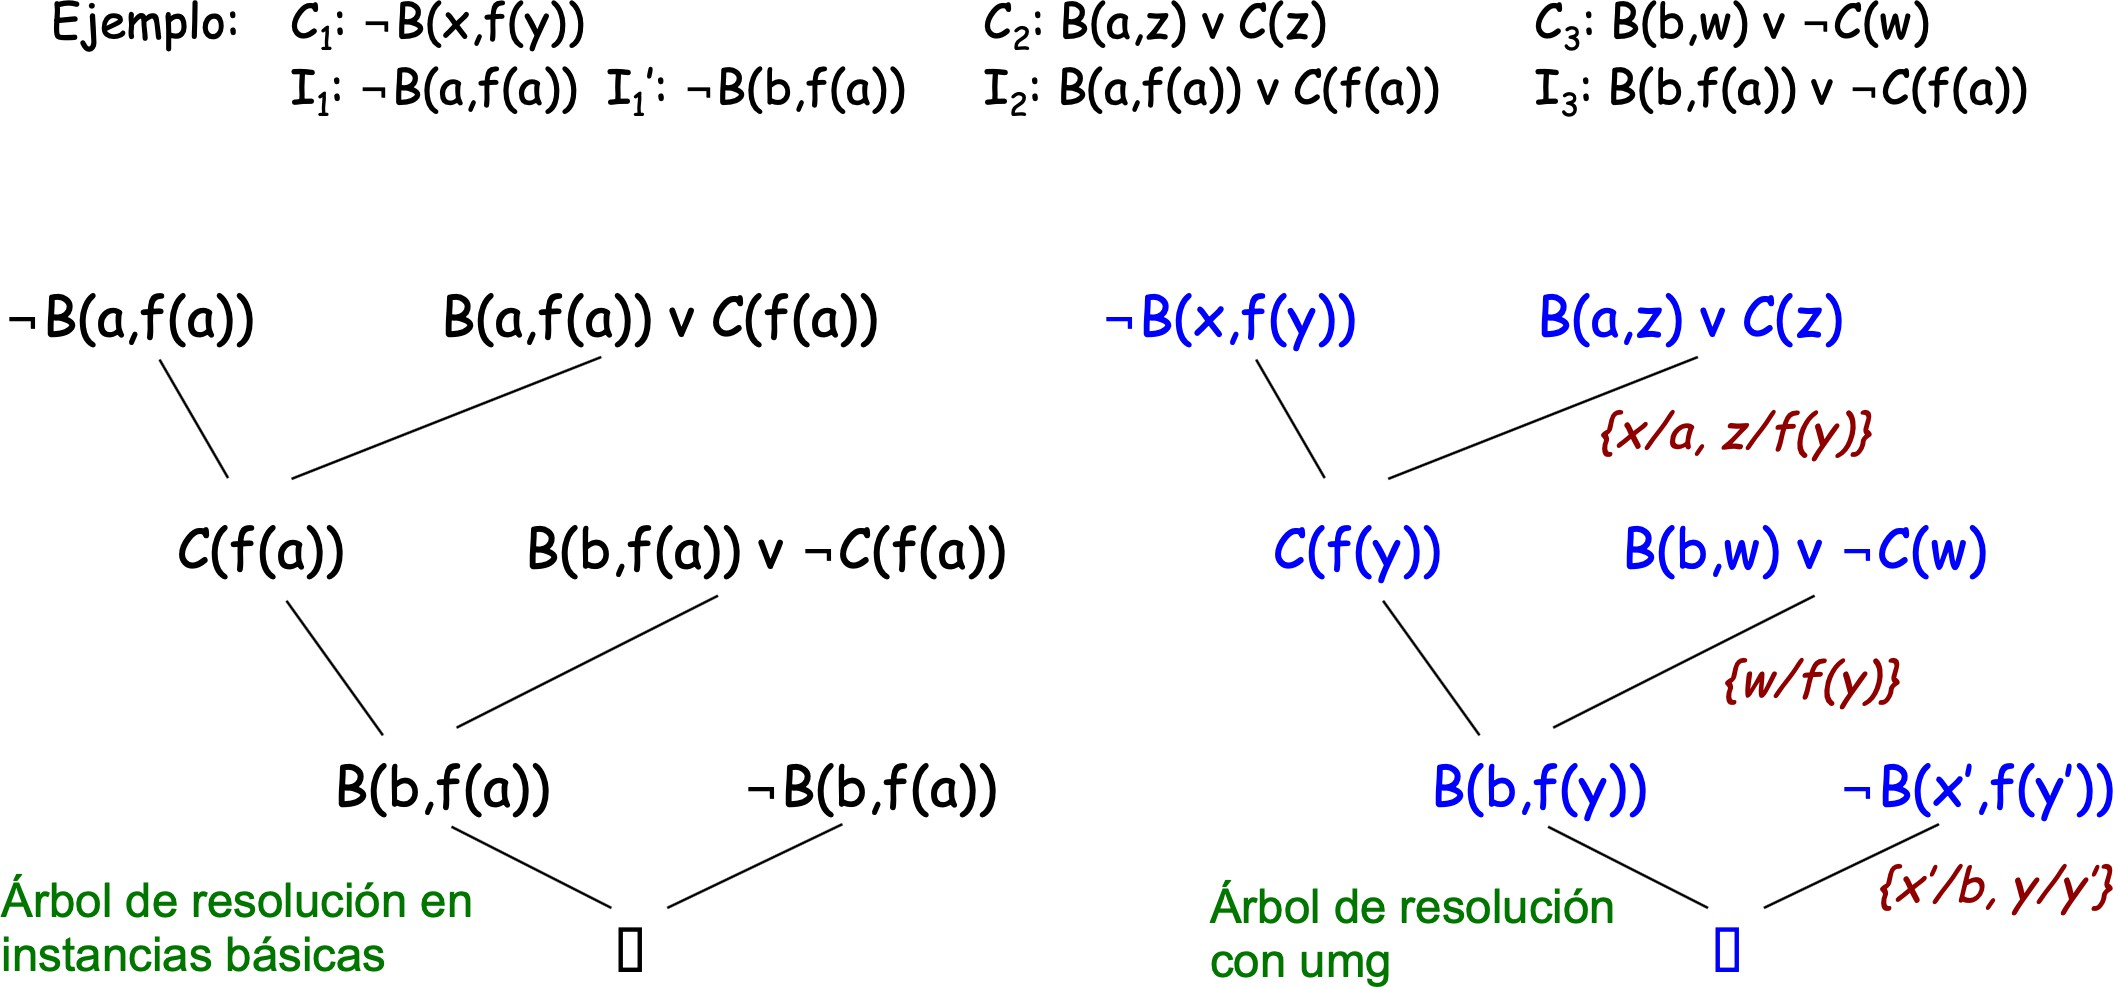 Ejemplo: C₁: ¬B(x,f(y)) C₂: B(a,z) v C(z) C₃: B(b,w) v ¬C(w)
I₁: ¬B(a,f(a)) I₁': ¬B(b,f(a)) I₂: B(a,f(a)) v C(f(a)) I₃: B(b,f(a)) v ¬C(f(a))
¬B(a,f(a)) B(a,f(a)) v C(f(a))
C(f(a)) B(b,f(a)) v ¬C(f(a))
B(b,f(a)) ¬B(b,f(a))
Árbol de resolución en
instancias básicas
▯
¬B(x,f(y)) B(a,z) v C(z)
{x/a, z/f(y)}
C(f(y)) B(b,w) v ¬C(w)
{w/f(y)}
B(b,f(y)) ¬B(x',f(y'))
{x'/b, y/y'}
Árbol de resolución
con umg
▯